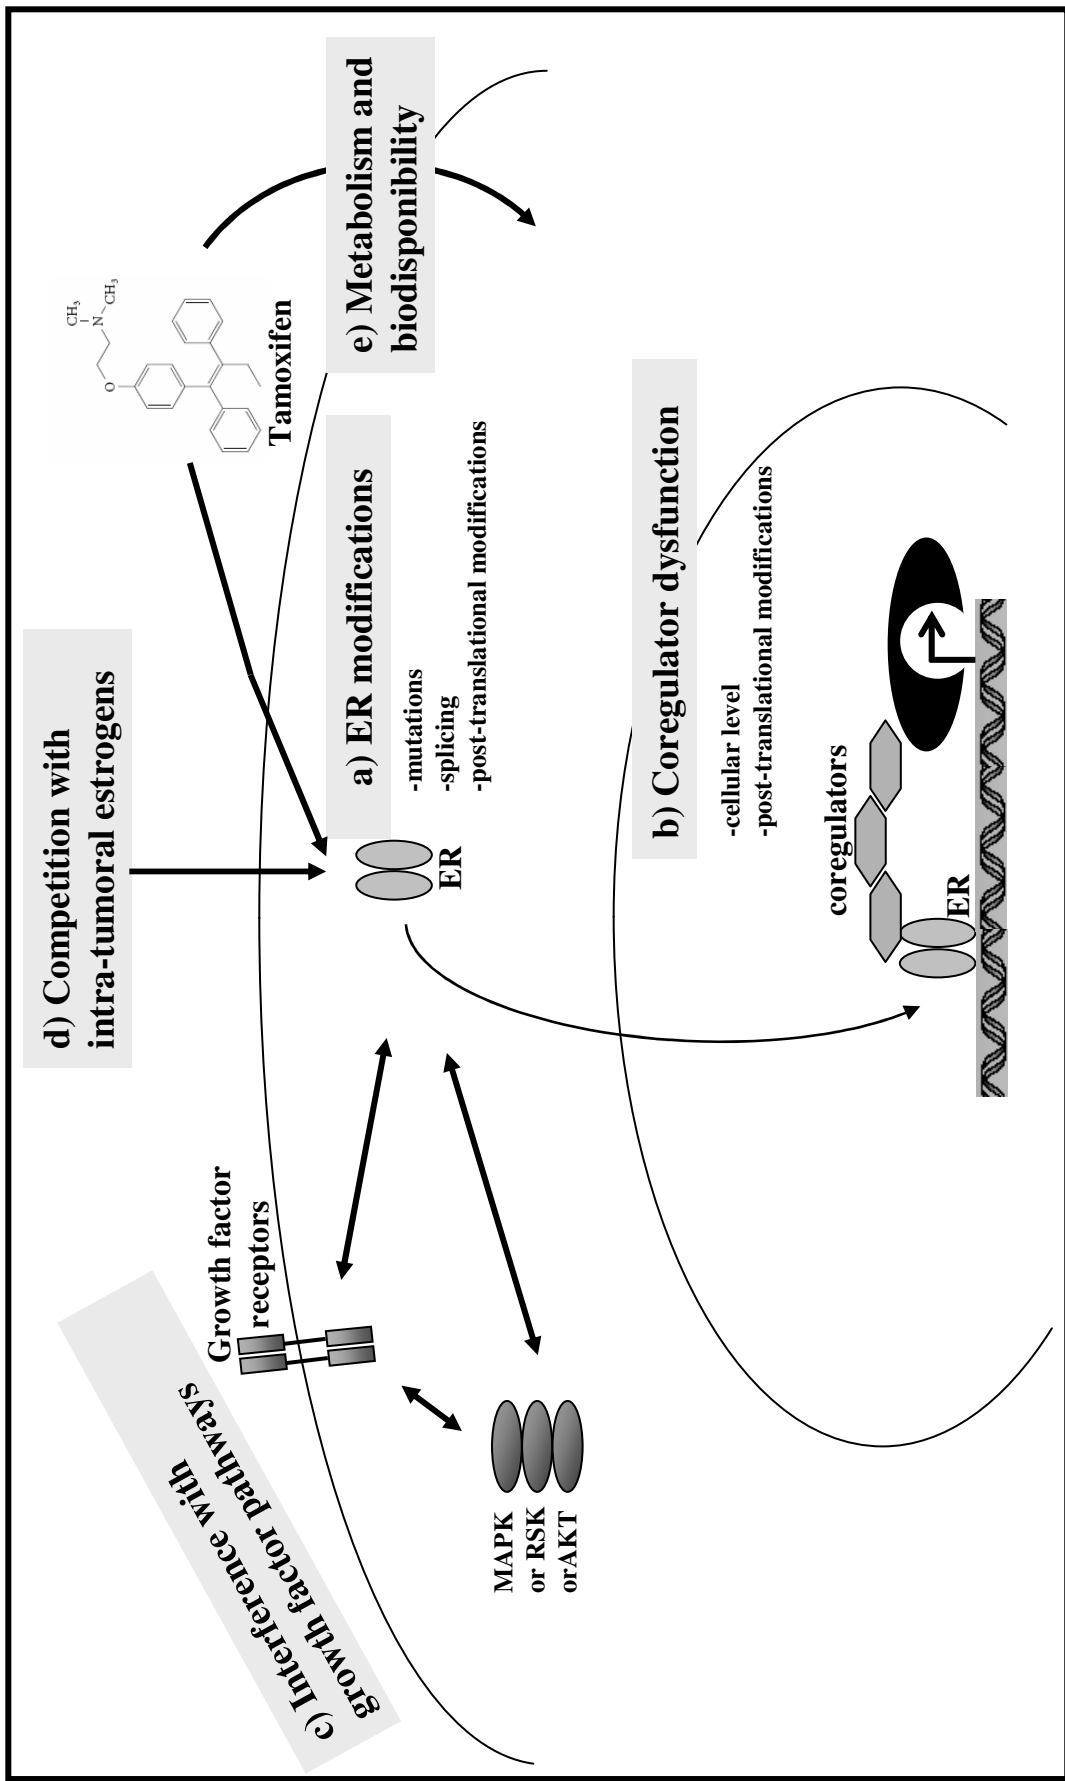 c) Interference with
growth factor pathways
d) Competition with
intra-tumoral estrogens
CH3
N
CH3
O
Tamoxifen
e) Metabolism and
biodisponibility
Growth factor
receptors
a) ER modifications
-mutations
-splicing
-post-translational modifications
ER
MAPK
or RSK
orAKT
b) Coregulator dysfunction
-cellular level
-post-translational modifications
coregulators
ER